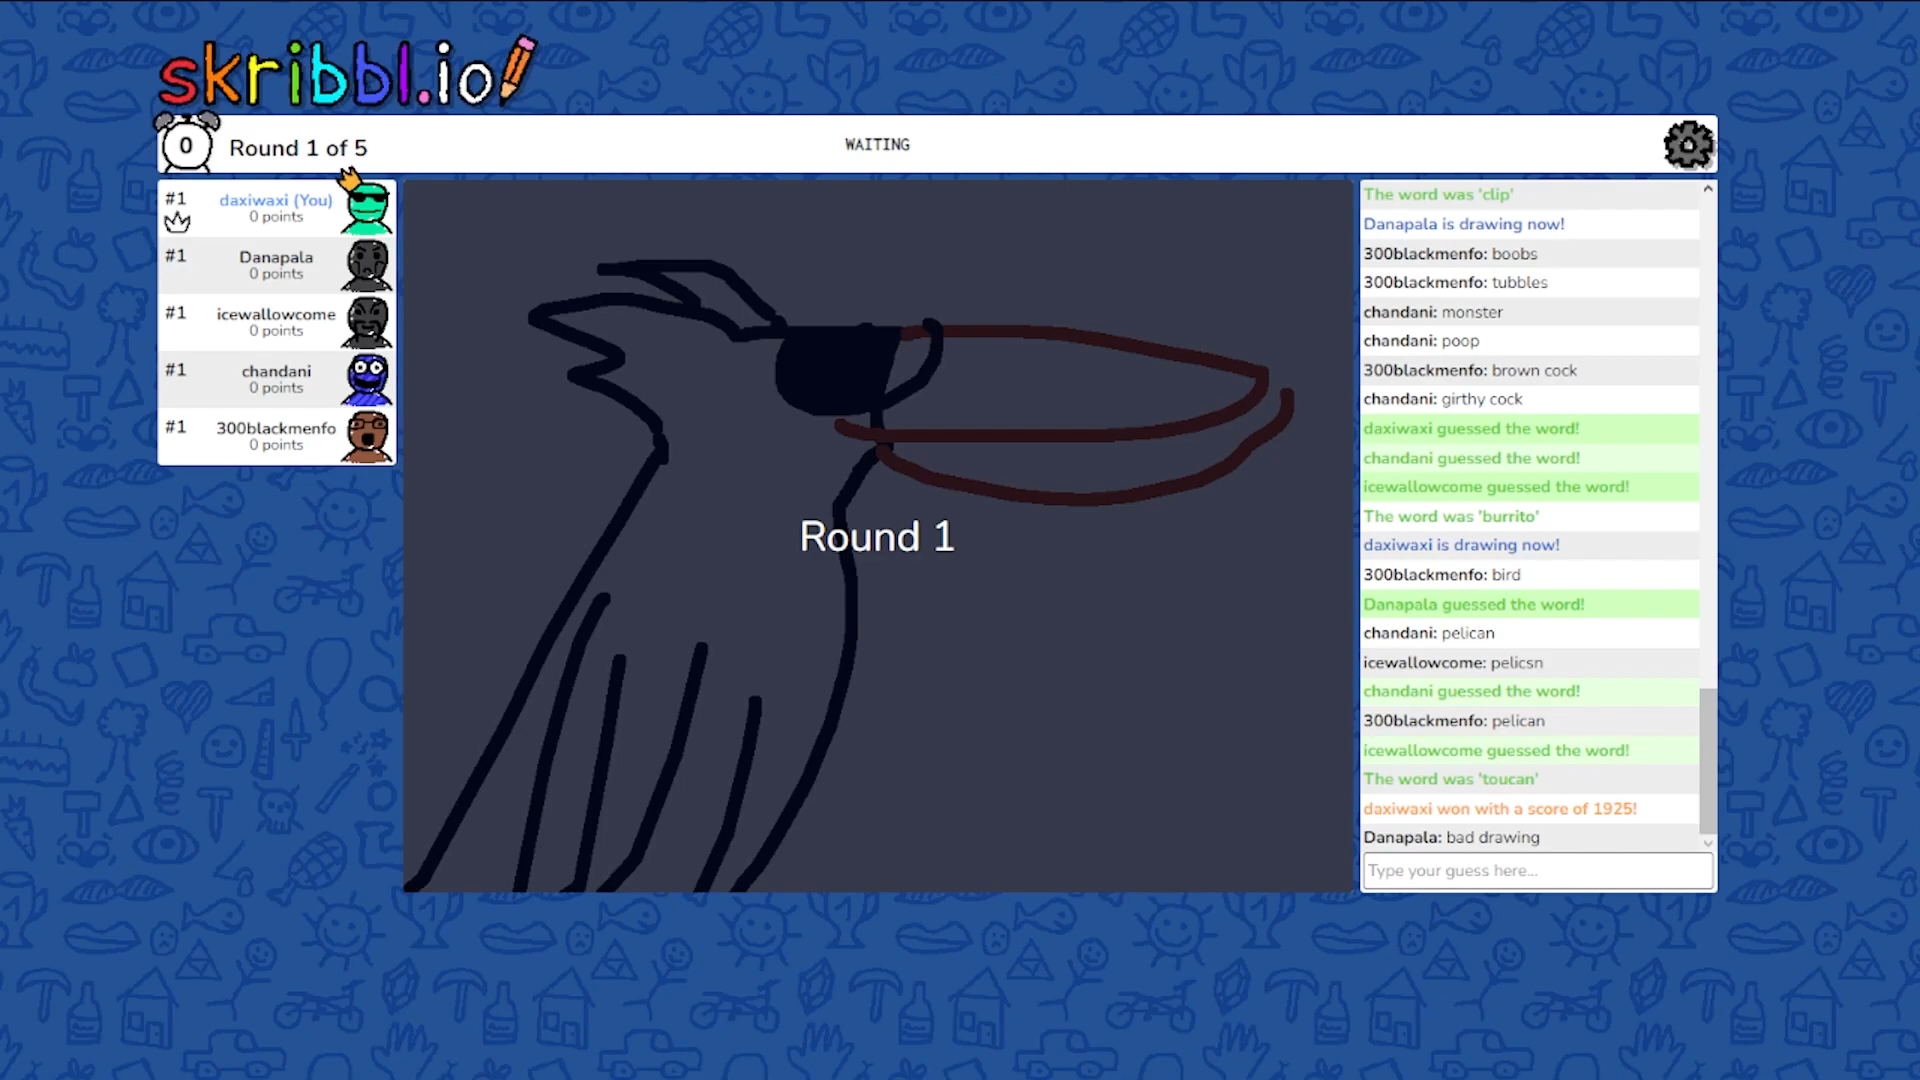 skribbl.io
0
Round 1 of 5
WAITING
#1
daxiwaxi (You)
0 points
#1
Danapala
0 points
#1
icewallowcome
0 points
#1
chandani
0 points
#1
300blackmenfo
0 points
Round 1
The word was 'clip'
Danapala is drawing now!
300blackmenfo: boobs
300blackmenfo: tubbles
chandani: monster
chandani: poop
300blackmenfo: brown cock
chandani: girthy cock
daxiwaxi guessed the word!
chandani guessed the word!
icewallowcome guessed the word!
The word was 'burrito'
daxiwaxi is drawing now!
300blackmenfo: bird
Danapala guessed the word!
chandani: pelican
icewallowcome: pelicsn
chandani guessed the word!
300blackmenfo: pelican
icewallowcome guessed the word!
The word was 'toucan'
daxiwaxi won with a score of 1925!
Danapala: bad drawing
Type your guess here...